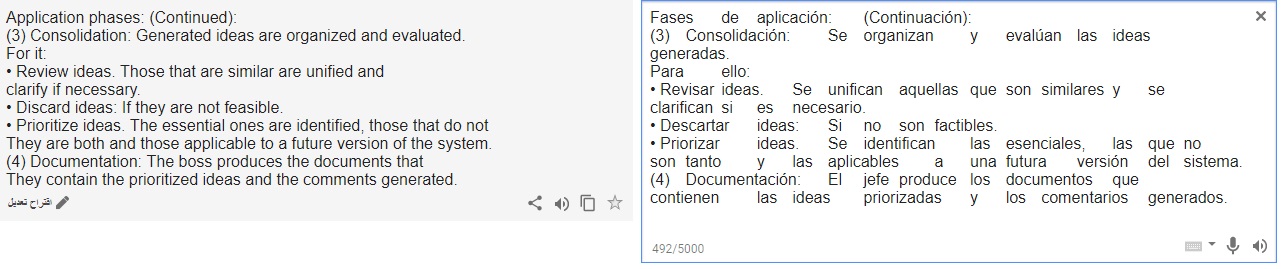 Application phases: (Continued):
(3) Consolidation: Generated ideas are organized and evaluated.
For it:
• Review ideas. Those that are similar are unified and
clarify if necessary.
• Discard ideas: If they are not feasible.
• Prioritize ideas. The essential ones are identified, those that do not
They are both and those applicable to a future version of the system.
(4) Documentation: The boss produces the documents that
They contain the prioritized ideas and the comments generated.
اقتراح تعديل
Fases de aplicación: (Continuación):
(3) Consolidación: Se organizan y evalúan las ideas
generadas.
Para ello:
• Revisar ideas. Se unifican aquellas que son similares y se
clarifican si es necesario.
• Descartar ideas: Si no son factibles.
• Priorizar ideas. Se identifican las esenciales, las que no
son tanto y las aplicables a una futura versión del sistema.
(4) Documentación: El jefe produce los documentos que
contienen las ideas priorizadas y los comentarios generados.
492/5000